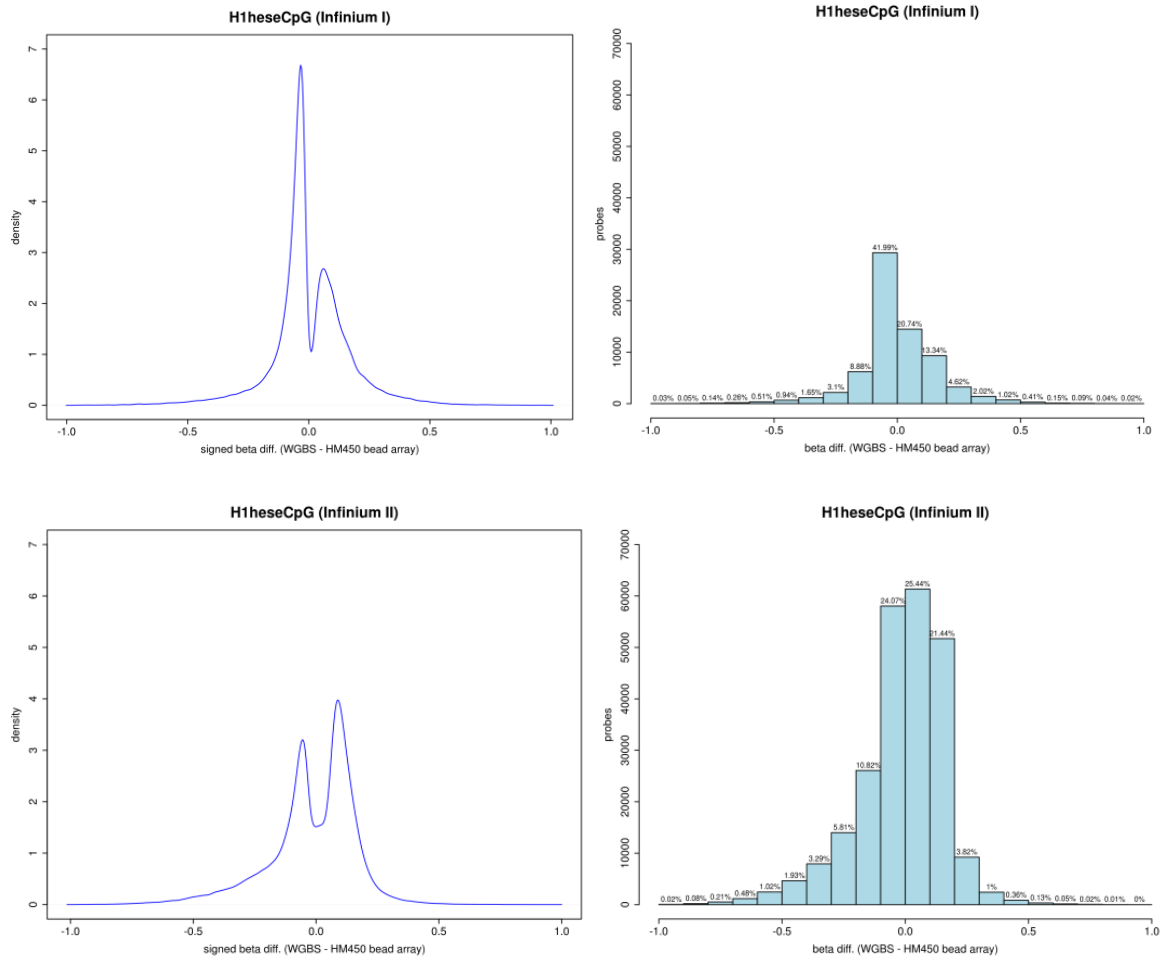 H1heseCpG (Infinium I)
density
0 1 2 3 4 5 6 7
-1.0 -0.5 0.0 0.5 1.0
signed beta diff. (WGBS - HM450 bead array)
H1heseCpG (Infinium I)
probes
0 10000 20000 30000 40000 50000 60000 70000
0.03% 0.05% 0.14% 0.26% 0.51% 0.94% 1.65% 3.1% 8.88% 41.99% 20.74% 13.34% 4.62% 2.02% 1.02% 0.41% 0.15% 0.09% 0.04% 0.02%
-1.0 -0.5 0.0 0.5 1.0
beta diff. (WGBS - HM450 bead array)
H1heseCpG (Infinium II)
density
0 1 2 3 4 5 6 7
-1.0 -0.5 0.0 0.5 1.0
signed beta diff. (WGBS - HM450 bead array)
H1heseCpG (Infinium II)
probes
0 10000 20000 30000 40000 50000 60000 70000
0.02% 0.08% 0.21% 0.48% 1.02% 1.93% 3.29% 5.81% 10.82% 24.07% 25.44% 21.44% 3.82% 1% 0.36% 0.13% 0.05% 0.02% 0.01% 0%
-1.0 -0.5 0.0 0.5 1.0
beta diff. (WGBS - HM450 bead array)